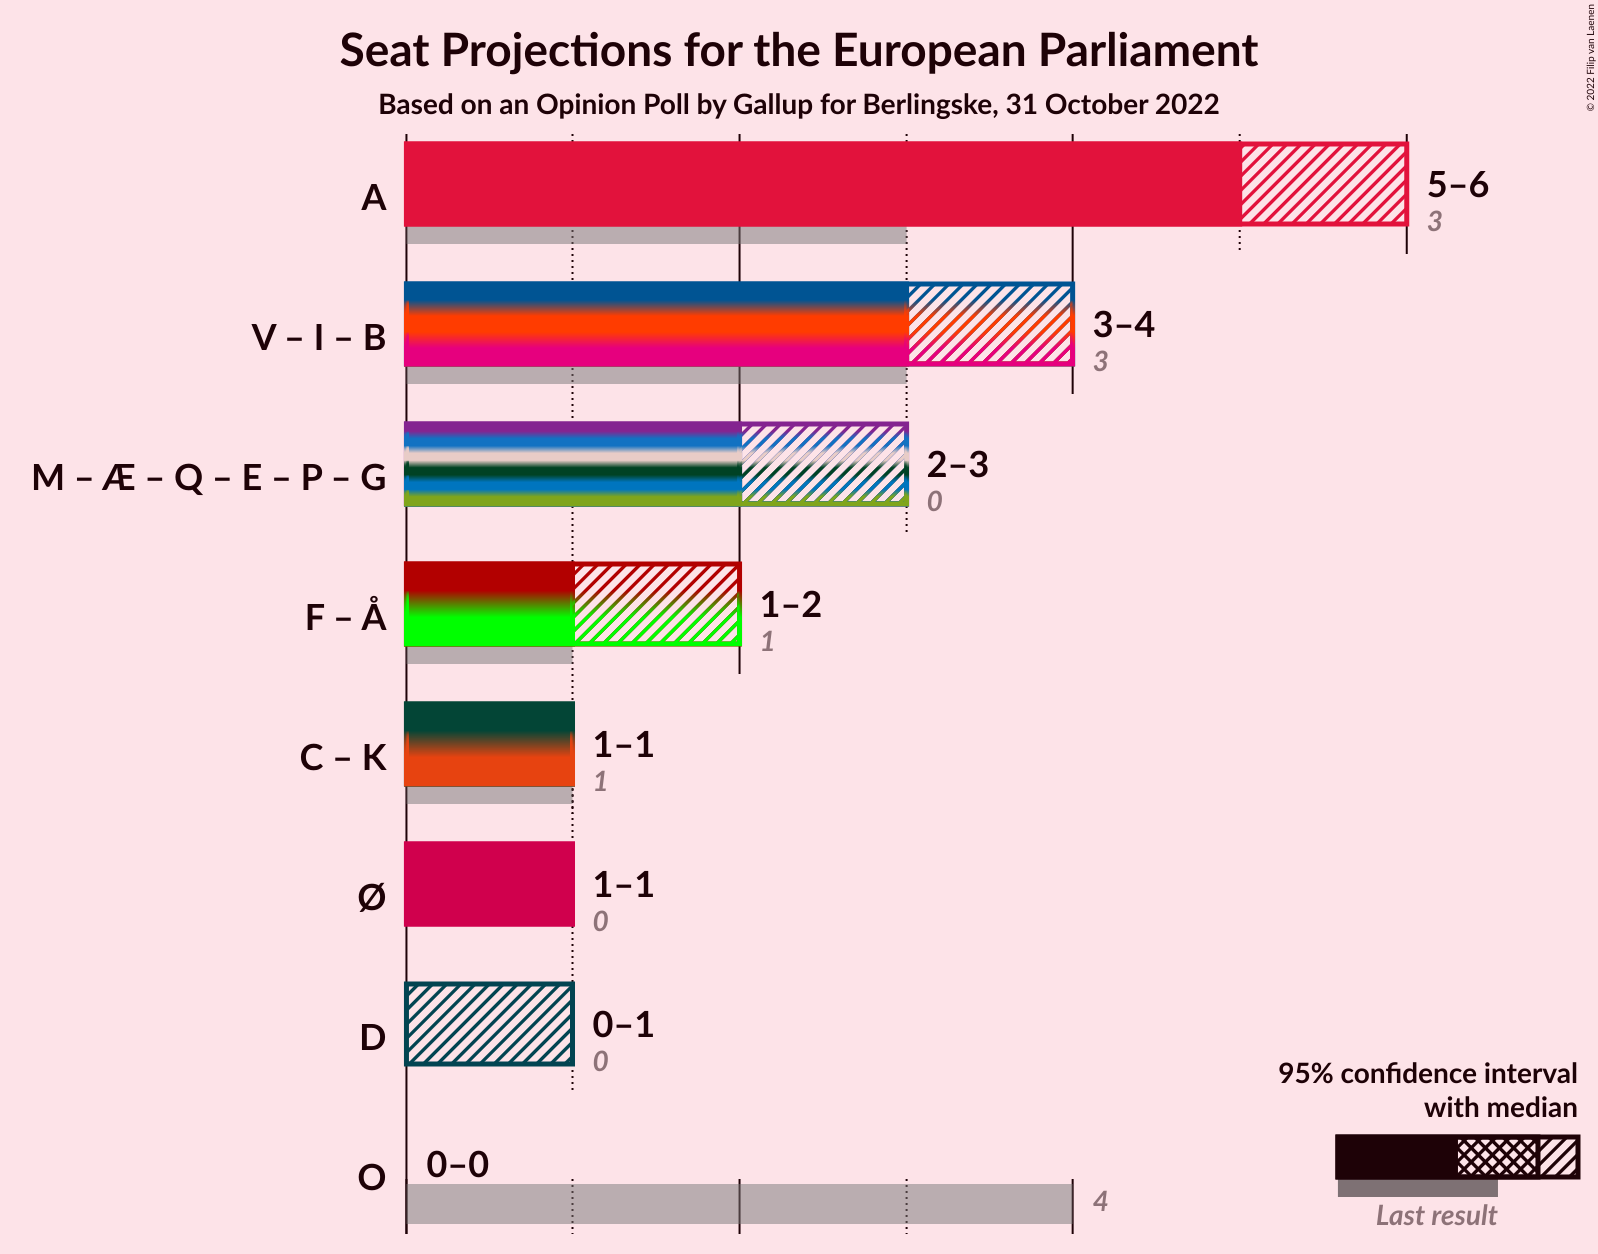 Seat Projections for the European Parliament
Based on an Opinion Poll by Gallup for Berlingske, 31 October 2022
© 2022 Filip van Laenen
A
5–6
3
V – I – B
3–4
3
M – Æ – Q – E – P – G
2–3
0
F – Å
1–2
1
C – K
1–1
1
Ø
1–1
0
D
0–1
0
O
0–0
4
95% confidence interval
with median
Last result